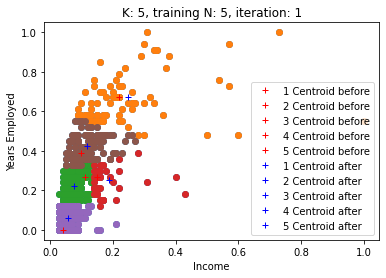 K: 5, training N: 5, iteration: 1
Years Employed
1.0
0.8
0.6
0.4
0.2
0.0
1 Centroid before
2 Centroid before
3 Centroid before
4 Centroid before
5 Centroid before
1 Centroid after
2 Centroid after
3 Centroid after
4 Centroid after
5 Centroid after
0.0 0.2 0.4 0.6 0.8 1.0
Income